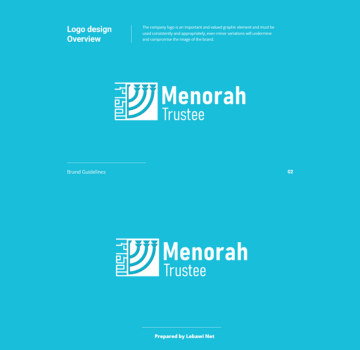 Logo design
Overview
The company logo is an important and valued graphic element and must be
used consistently and appropriately, even minor variations will undermine
and compromise the image of the brand.
Menorah
Trustee
Brand Guidelines
03
Menorah
Trustee
Prepared by Lobowi Net